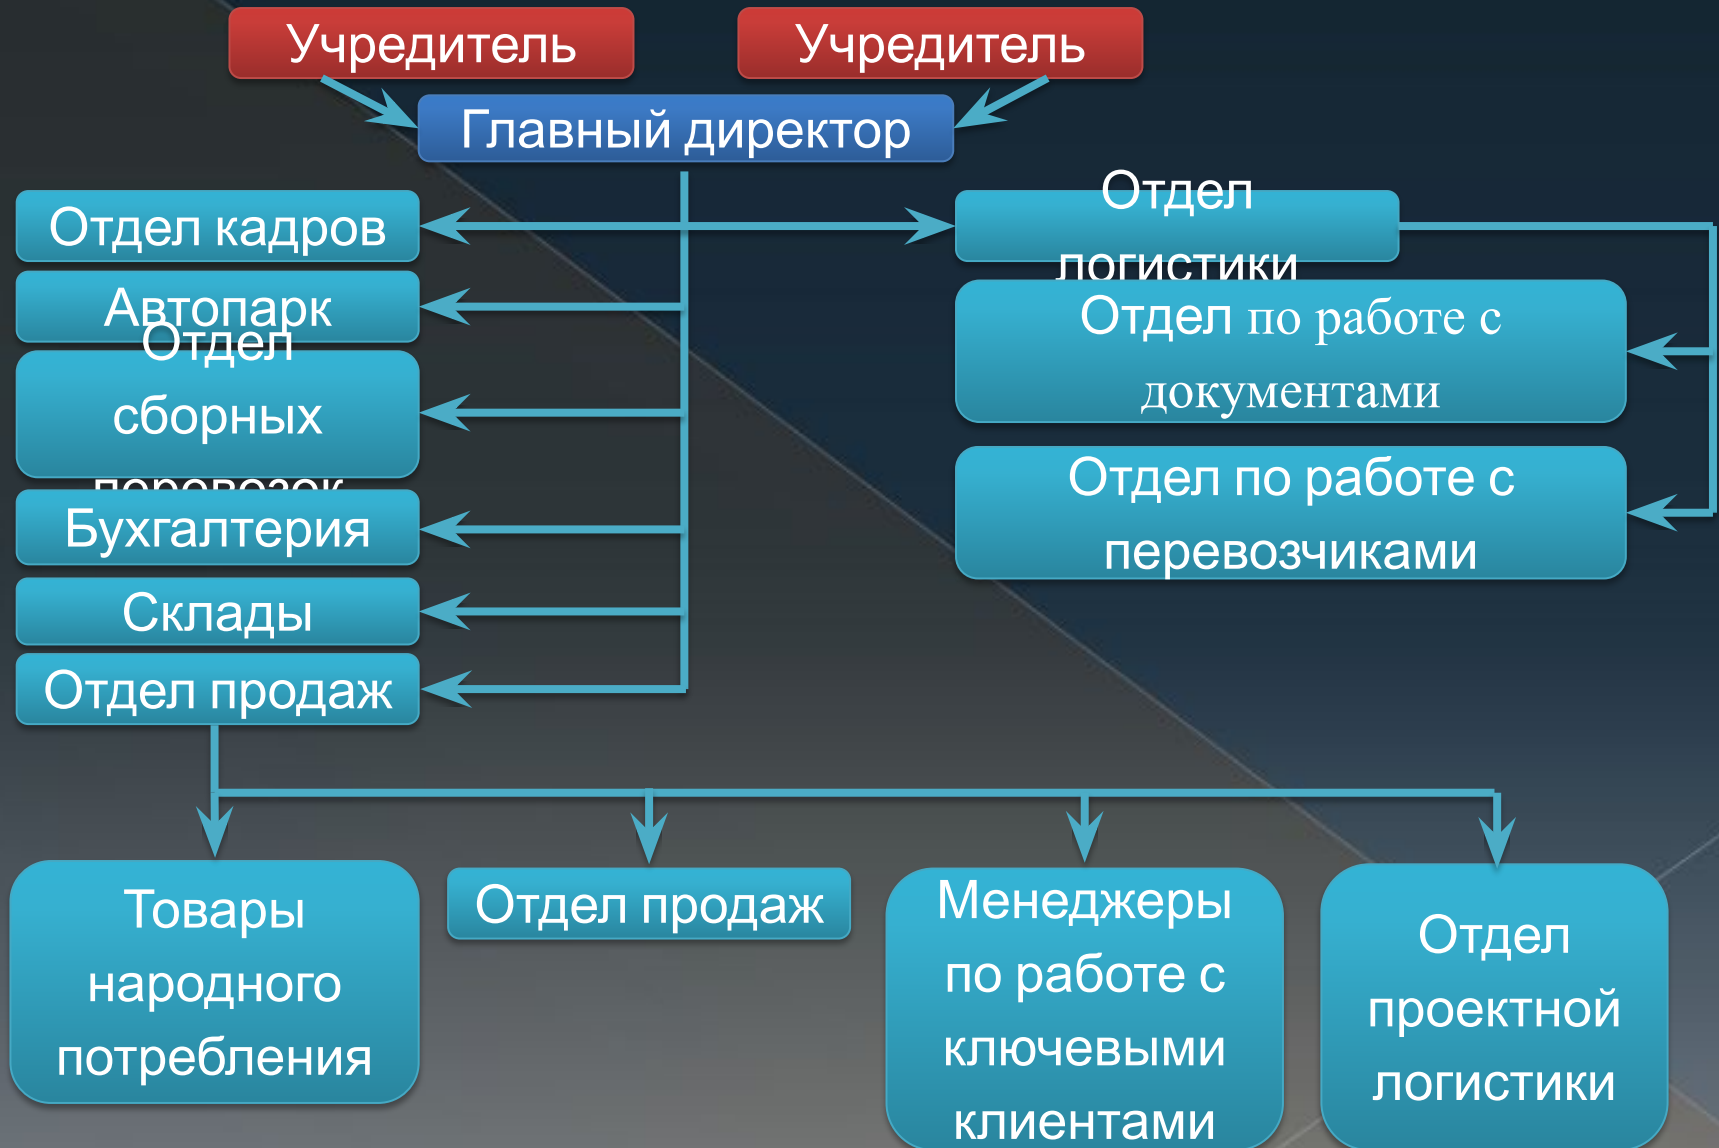 Учредитель
Учредитель
Главный директор
Отдел кадров
Автопарк
Отдел
сборных
перевозок
Бухгалтерия
Склады
Отдел продаж
Отдел
логистики
Отдел по работе с
документами
Отдел по работе с
перевозчиками
Товары
народного
потребления
Отдел продаж
Менеджеры
по работе с
ключевыми
клиентами
Отдел
проектной
логистики